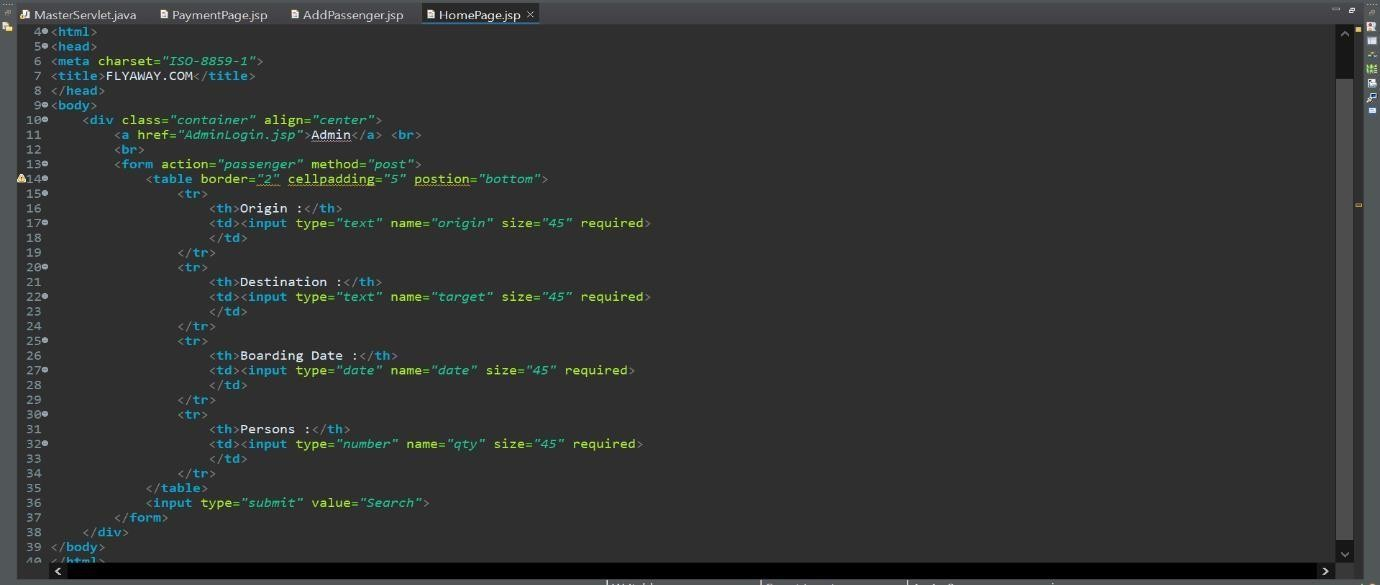 MasterServlet.java PaymentPage.jsp AddPassenger.jsp HomePage.jsp
4 <html>
5 <head>
6 <meta charset="ISO-8859-1">
7 <title>FLYAWAY.COM</title>
8 </head>
9 <body>
10 <div class="container" align="center">
11 <a href="AdminLogin.jsp">Admin</a> <br>
12 <br>
13 <form action="passenger" method="post">
14 <table border="2" cellpadding="5" postion="bottom">
15 <tr>
16 <th>Origin :</th>
17 <td><input type="text" name="origin" size="45" required>
18 </td>
19 </tr>
20 <tr>
21 <th>Destination :</th>
22 <td><input type="text" name="target" size="45" required>
23 </td>
24 </tr>
25 <tr>
26 <th>Boarding Date :</th>
27 <td><input type="date" name="date" size="45" required>
28 </td>
29 </tr>
30 <tr>
31 <th>Persons :</th>
32 <td><input type="number" name="qty" size="45" required>
33 </td>
34 </tr>
35 </table>
36 <input type="submit" value="Search">
37 </form>
38 </div>
39 </body>
40 </html>